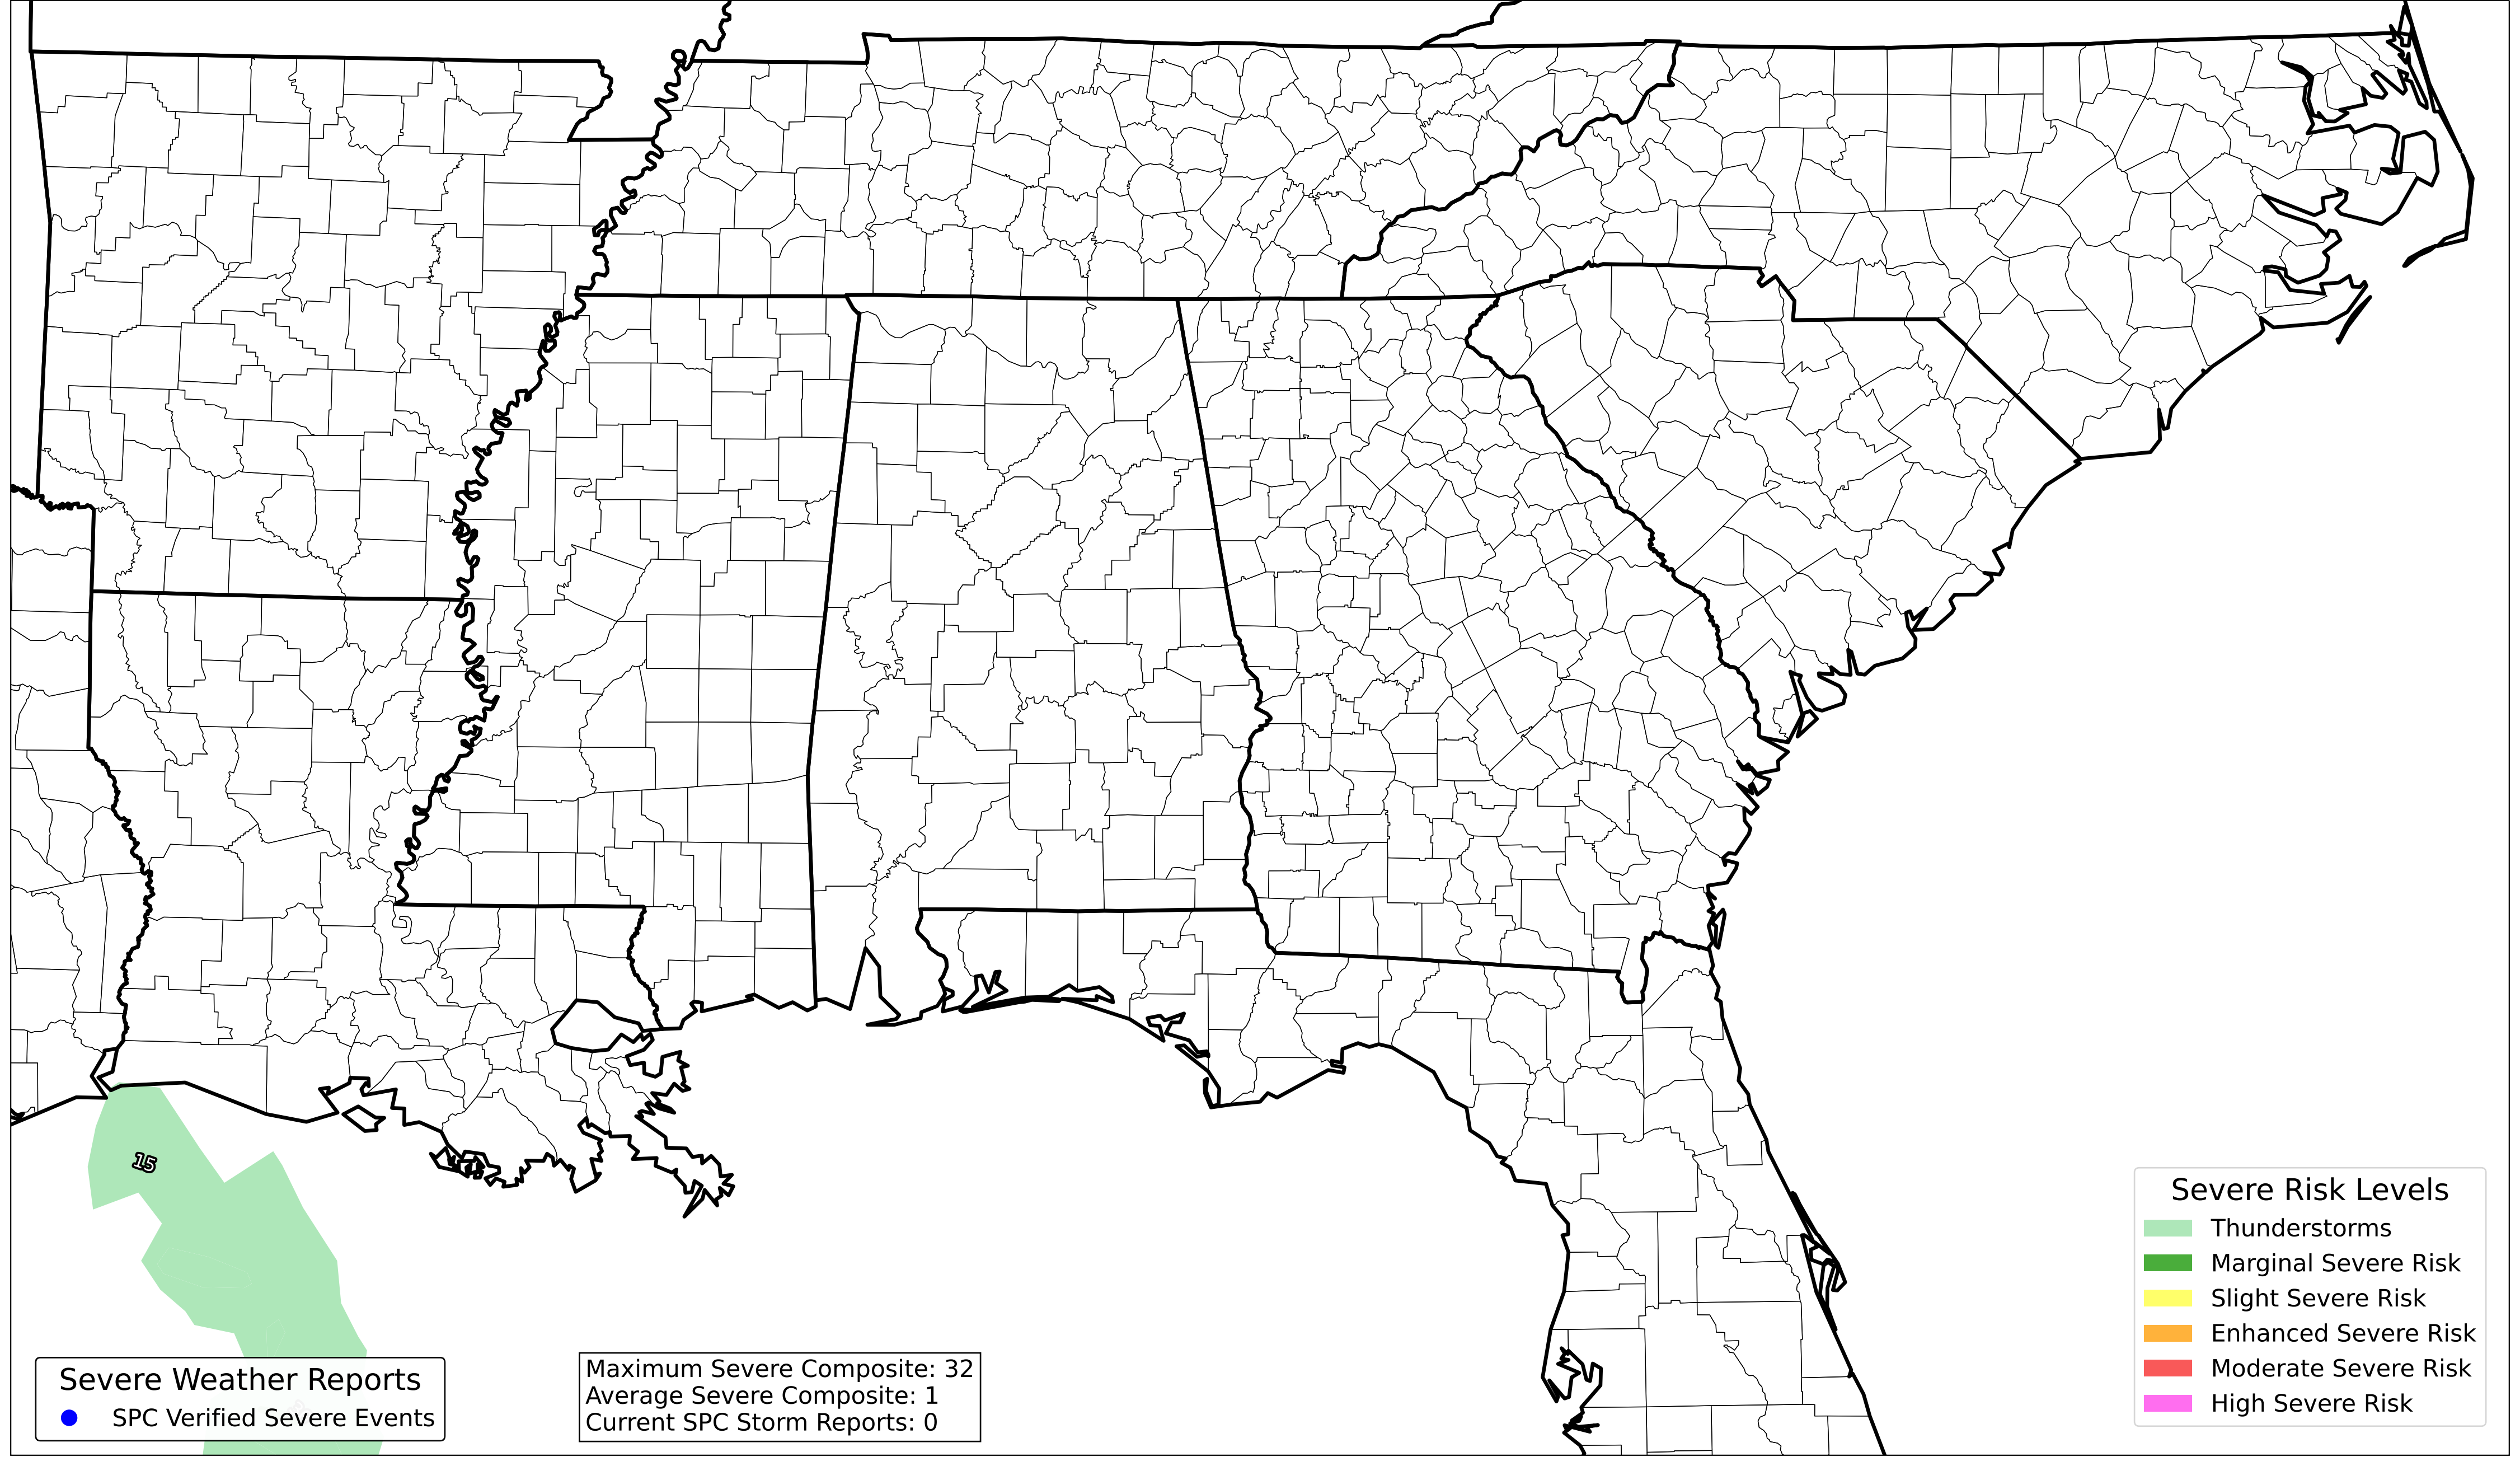 15
Severe Weather Reports
SPC Verified Severe Events
Maximum Severe Composite: 32
Average Severe Composite: 1
Current SPC Storm Reports: 0
Severe Risk Levels
Thunderstorms
Marginal Severe Risk
Slight Severe Risk
Enhanced Severe Risk
Moderate Severe Risk
High Severe Risk